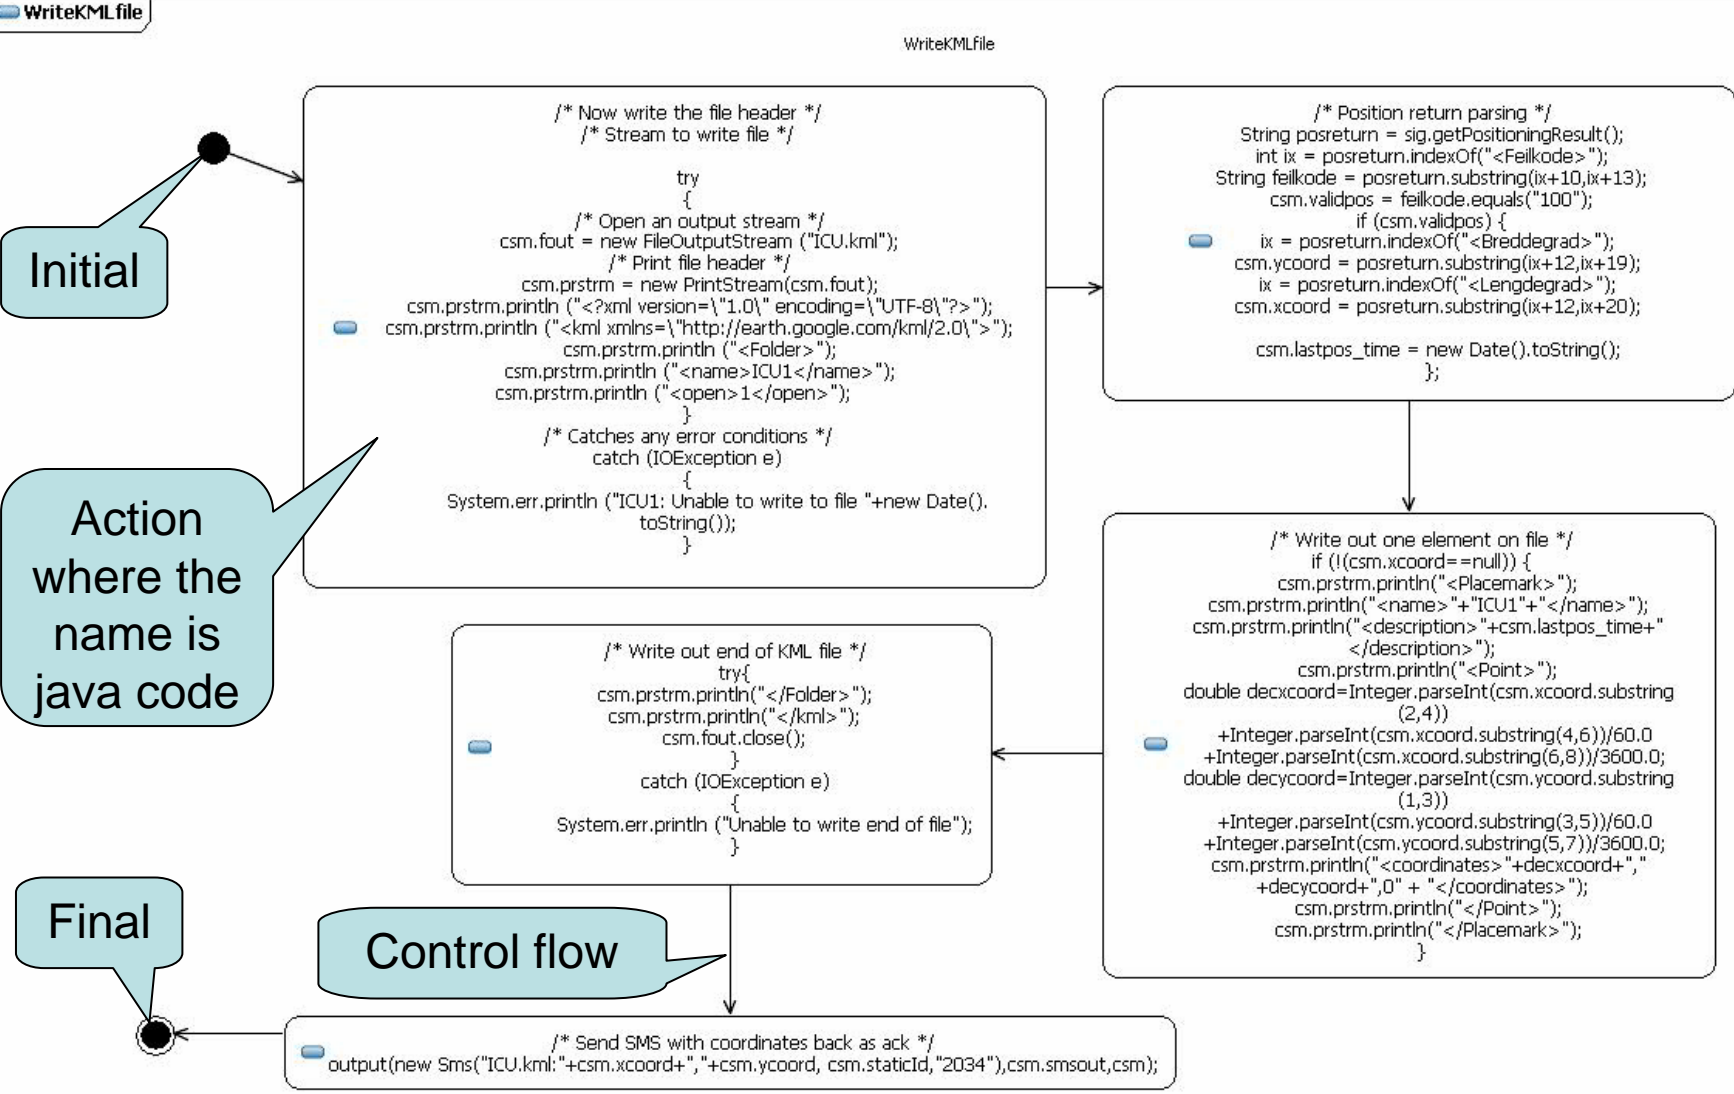 WriteKMLfile
WriteKMLfile
Initial
/* Now write the file header */
/* Stream to write file */
try
{
/* Open an output stream */
csm.fout = new FileOutputStream ("ICU.kml");
/* Print file header */
csm.prstrm = new PrintStream(csm.fout);
csm.prstrm.println ("<?xml version=\"1.0\" encoding=\"UTF-8\"?>");
csm.prstrm.println ("<kml xmlns=\"http://earth.google.com/kml/2.0\">");
csm.prstrm.println ("<Folder>");
csm.prstrm.println ("<name>ICU1</name>");
csm.prstrm.println ("<open>1</open>");
}
/* Catches any error conditions */
catch (IOException e)
{
System.err.println ("ICU1: Unable to write to file "+new Date().
toString());
}
/* Position return parsing */
String posreturn = sig.getPositioningResult();
int ix = posreturn.indexOf("<Feilkode>");
String feilkode = posreturn.substring(ix+10,ix+13);
csm.validpos = feilkode.equals("100");
if (csm.validpos) {
ix = posreturn.indexOf("<Breddegrad>");
csm.ycoord = posreturn.substring(ix+12,ix+19);
ix = posreturn.indexOf("<Lengdegrad>");
csm.xcoord = posreturn.substring(ix+12,ix+20);
csm.lastpos_time = new Date().toString();
};
Action
where the
name is
java code
/* Write out one element on file */
if (!(csm.xcoord==null)) {
csm.prstrm.println("<Placemark>");
csm.prstrm.println("<name>"+"ICU1"+"</name>");
csm.prstrm.println("<description>"+csm.lastpos_time+"
</description>");
csm.prstrm.println("<Point>");
double decxcoord=Integer.parseInt(csm.xcoord.substring
(2,4))
+Integer.parseInt(csm.xcoord.substring(4,6))/60.0
+Integer.parseInt(csm.xcoord.substring(6,8))/3600.0;
double decycoord=Integer.parseInt(csm.ycoord.substring
(1,3))
+Integer.parseInt(csm.ycoord.substring(3,5))/60.0
+Integer.parseInt(csm.ycoord.substring(5,7))/3600.0;
csm.prstrm.println("<coordinates>"+decxcoord+","
+decycoord+",0" + "</coordinates>");
csm.prstrm.println("</Point>");
csm.prstrm.println("</Placemark>");
}
/* Write out end of KML file */
try{
csm.prstrm.println("</Folder>");
csm.prstrm.println("</kml>");
csm.fout.close();
}
catch (IOException e)
{
System.err.println ("Unable to write end of file");
}
Final
Control flow
/* Send SMS with coordinates back as ack */
output(new Sms("ICU.kml:"+csm.xcoord+","+csm.ycoord, csm.staticId,"2034"),csm.smsout,csm);